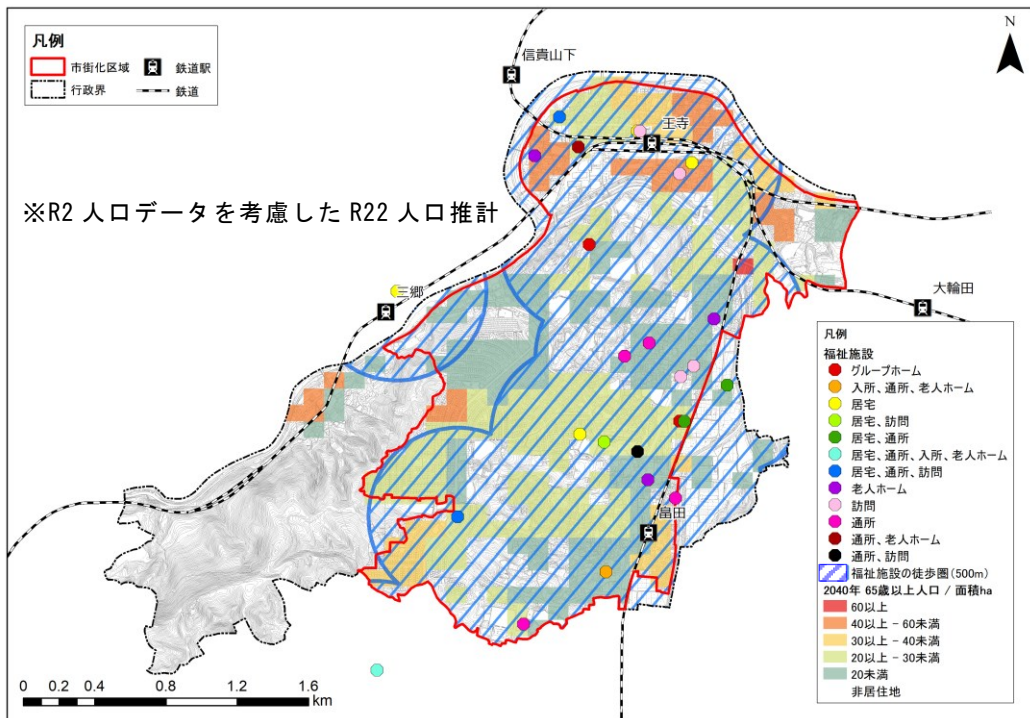 凡例
市街化区域
鉄道駅
行政界
鉄道
N
信貴山下
王寺
※R2 人口データを考慮した R22 人口推計
三郷
大輪田
畠田
凡例
福祉施設
グループホーム
入所、通所、老人ホーム
居宅
居宅、訪問
居宅、通所
居宅、通所、入所、老人ホーム
居宅、通所、訪問
老人ホーム
訪問
通所
通所、老人ホーム
通所、訪問
福祉施設の徒歩圏(500m)
2040年 65歳以上人口 / 面積ha
60以上
40以上 - 60未満
30以上 - 40未満
20以上 - 30未満
20未満
非居住地
0 0.2 0.4 0.8 1.2 1.6
km